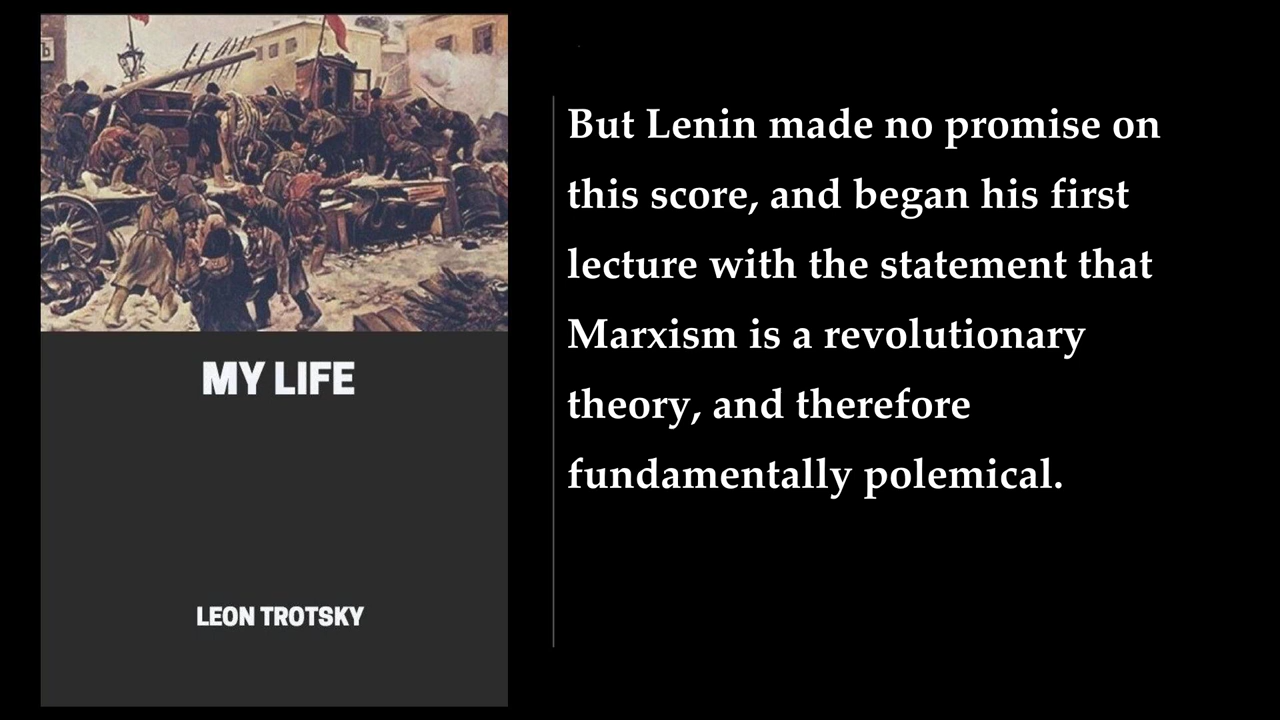 MY LIFE
LEON TROTSKY
But Lenin made no promise on
this score, and began his first
lecture with the statement that
Marxism is a revolutionary
theory, and therefore
fundamentally polemical.